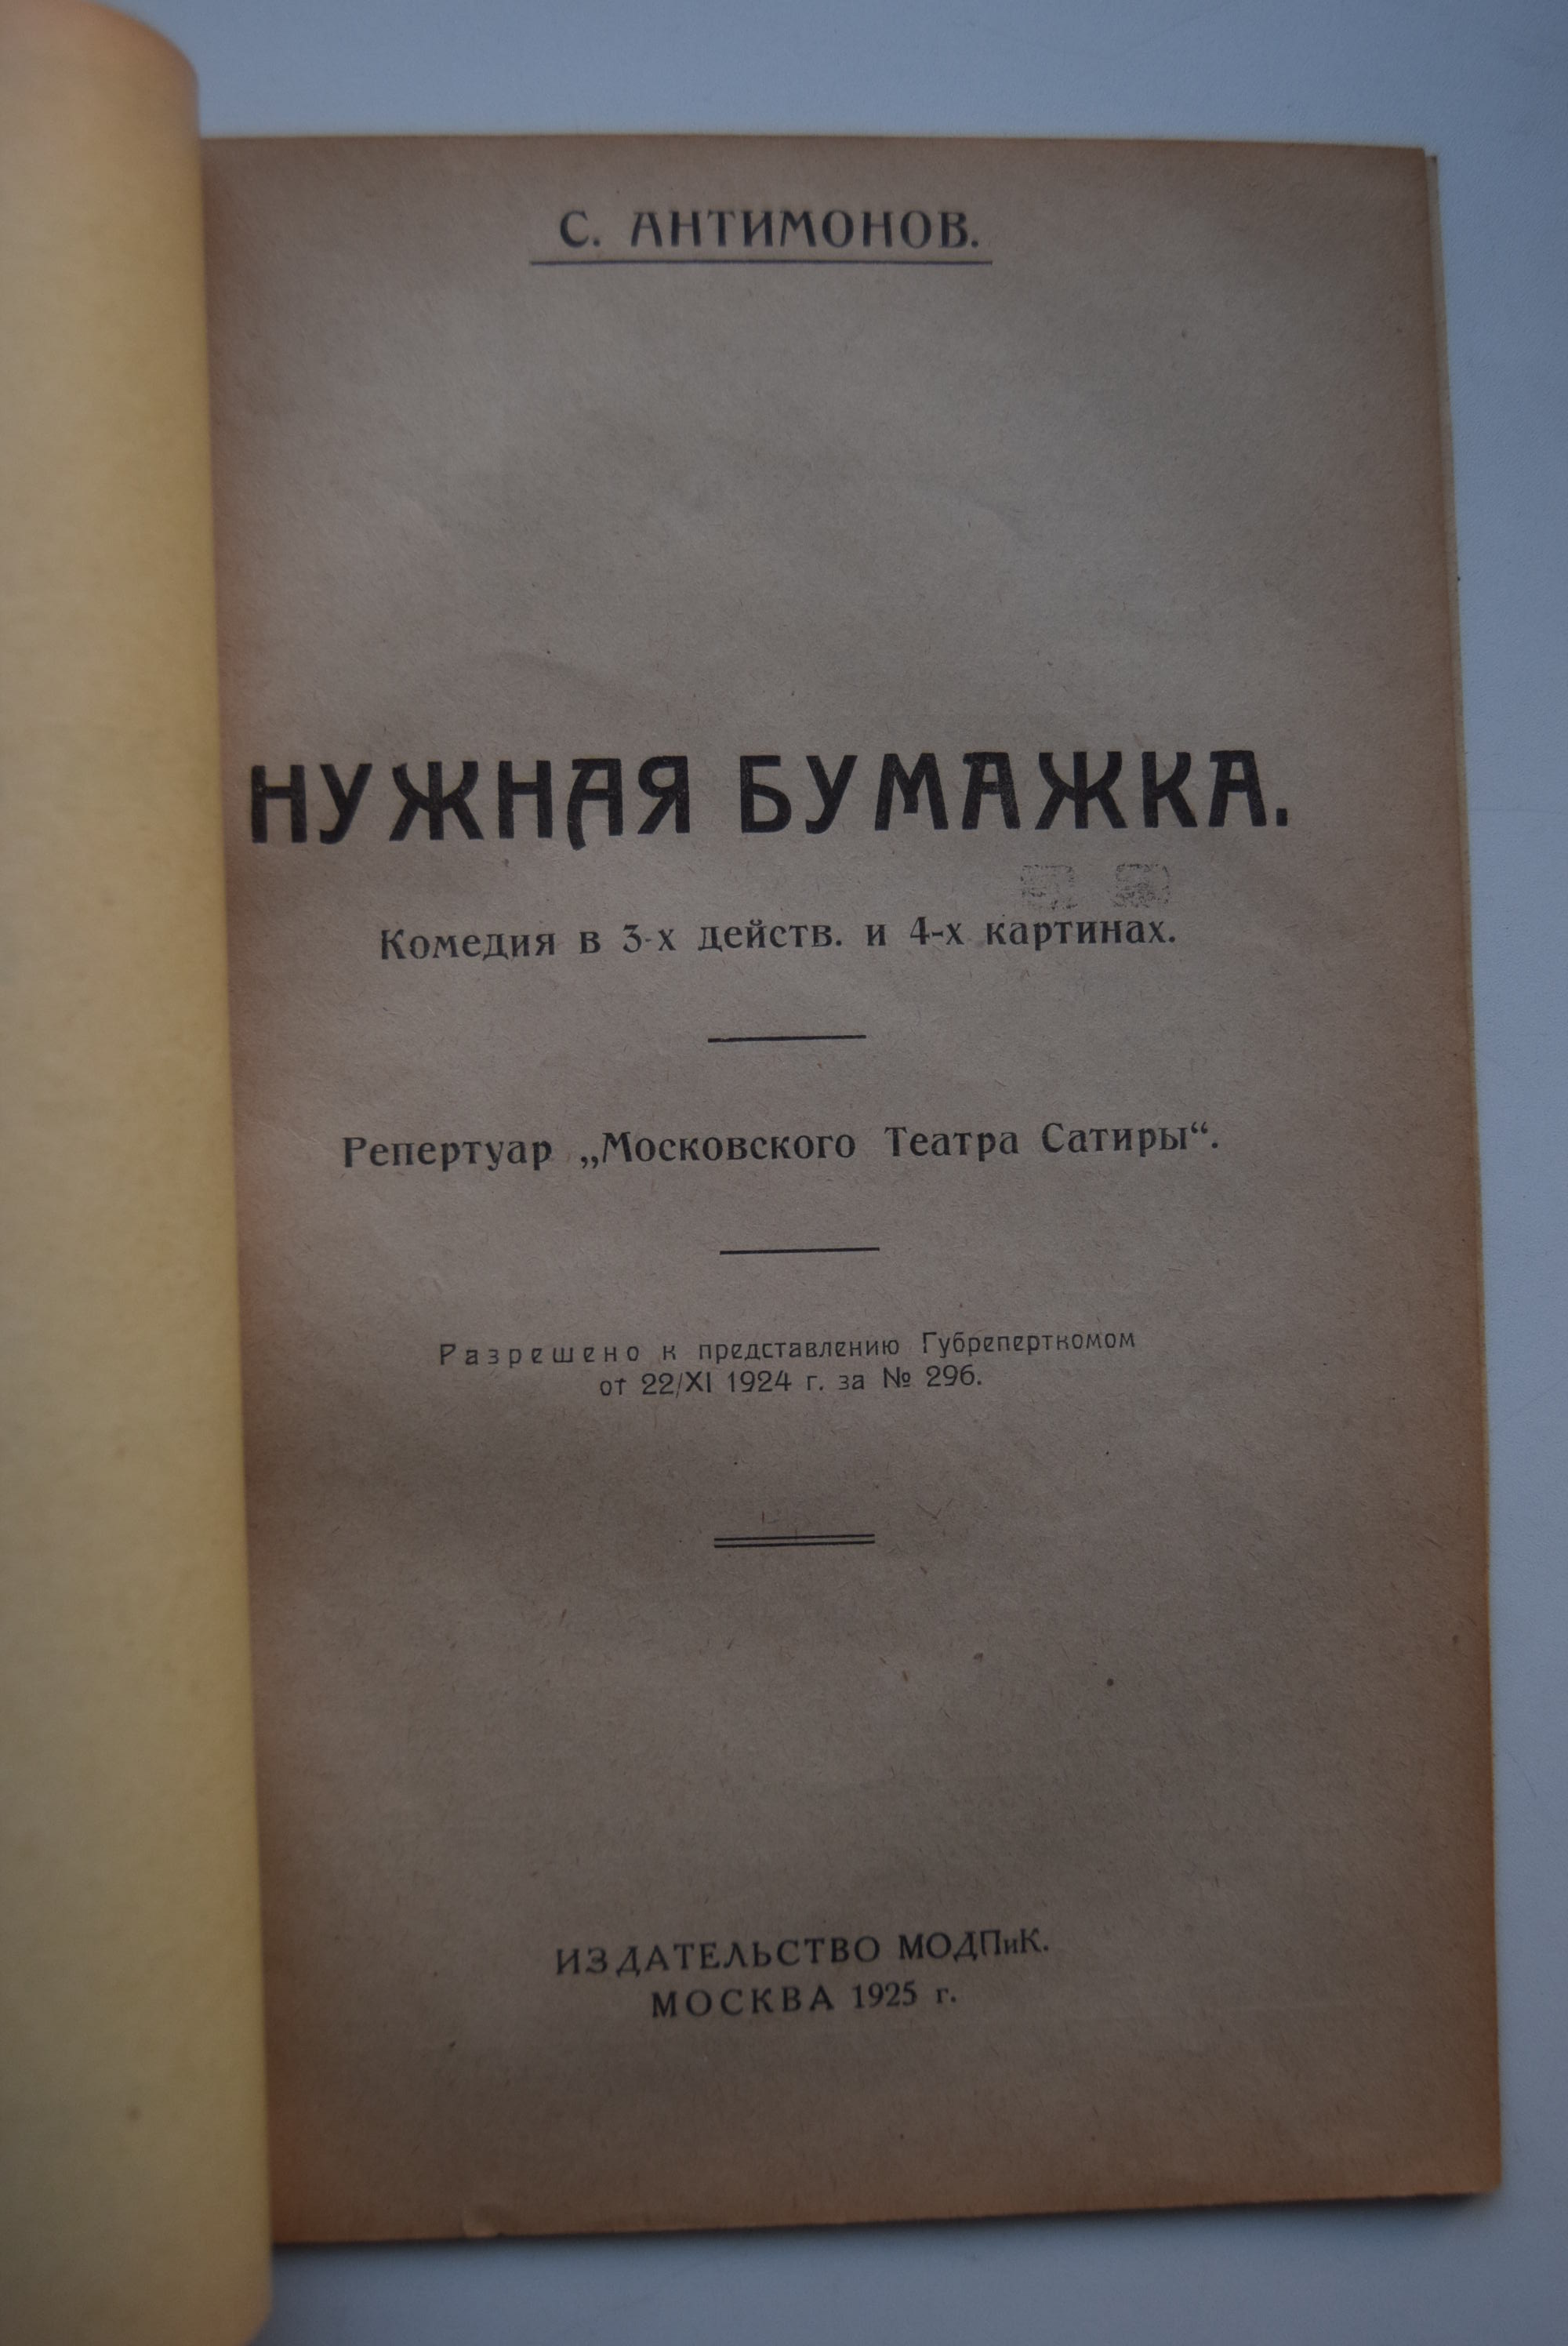 С. АНТИМОНОВ.
НУЖНАЯ БУМАЖКА.
Комедия в 3-х действ. и 4-х картинах.
Репертуар „Московского Театра Сатиры“.
Разрешено к представлению Губреперткомом
от 22/XI 1924 г. за № 296.
ИЗДАТЕЛЬСТВО МОДПиК.
МОСКВА 1925 г.